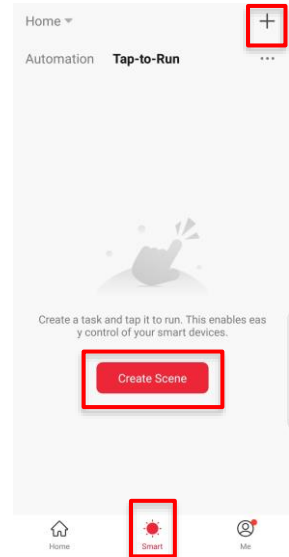 Home
Automation Tap-to-Run
Create a task and tap it to run. This enables eas
y control of your smart devices.
Create Scene
Home Smart Me